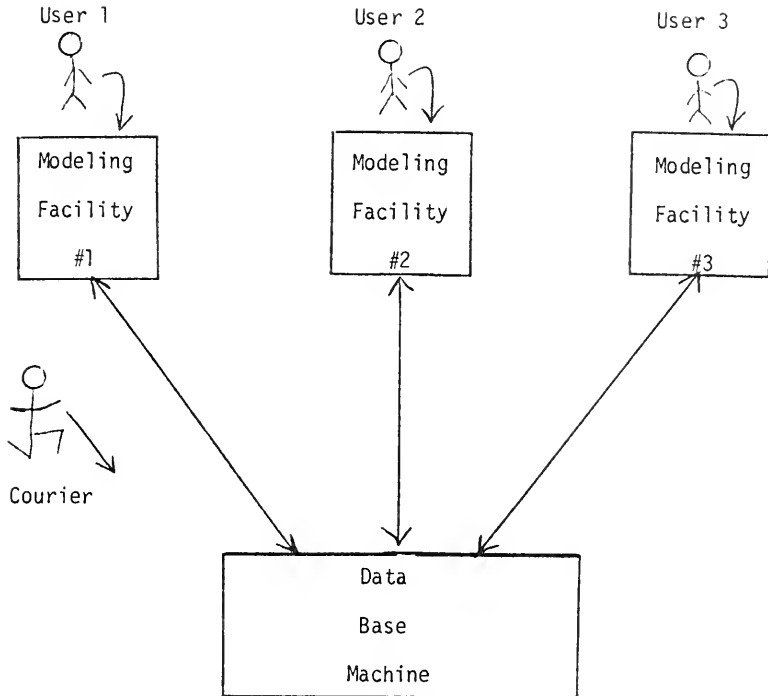 User 1
User 2
User 3
Modeling
Facility
#1
Modeling
Facility
#2
Modeling
Facility
#3
Courier
Data
Base
Machine